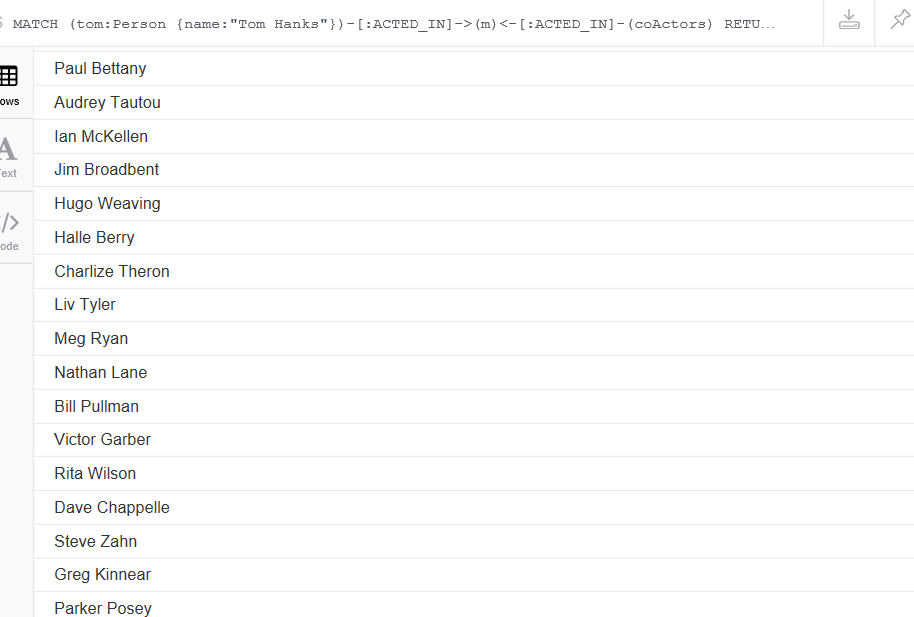 MATCH (tom:Person {name:"Tom Hanks"})-[:ACTED_IN]->(m)<-[:ACTED_IN]-(coActors) RETU...
Paul Bettany
ows
Audrey Tautou
Ian McKellen
A
Jim Broadbent
ext
Hugo Weaving
Halle Berry
ode
Charlize Theron
Liv Tyler
Meg Ryan
Nathan Lane
Bill Pullman
Victor Garber
Rita Wilson
Dave Chappelle
Steve Zahn
Greg Kinnear
Parker Posey